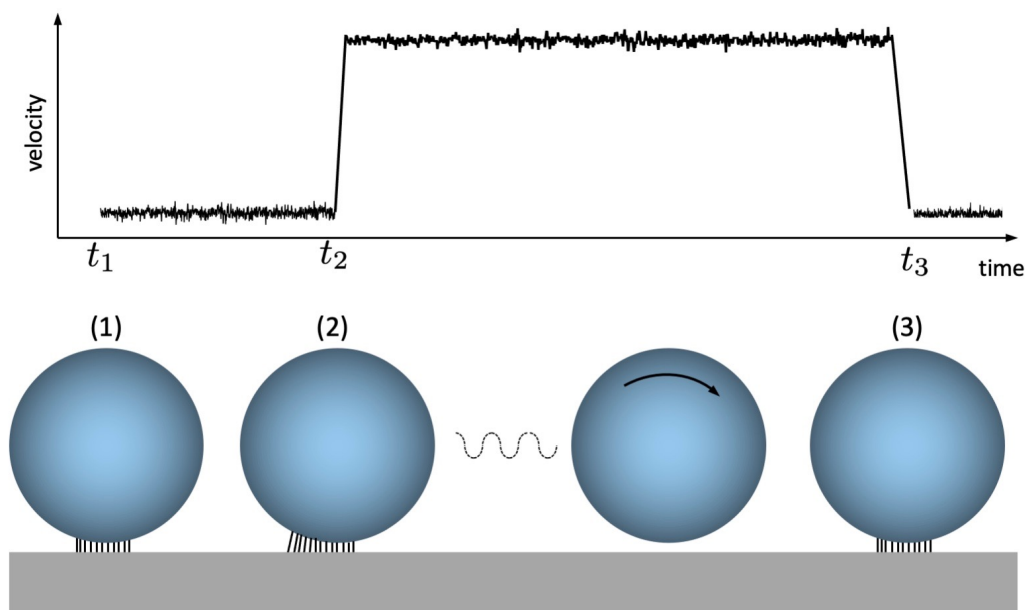 velocity
t₁
t₂
t₃
time
(1)
(2)
(3)